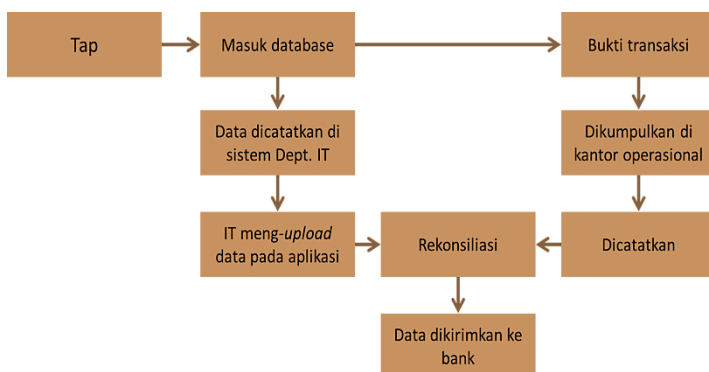 Tap
Masuk database
Bukti transaksi
Data dicatatkan di
sistem Dept. IT
Dikumpulkan di
kantor operasional
IT meng-upload
data pada aplikasi
Rekonsiliasi
Dicatatkan
Data dikirimkan ke
bank